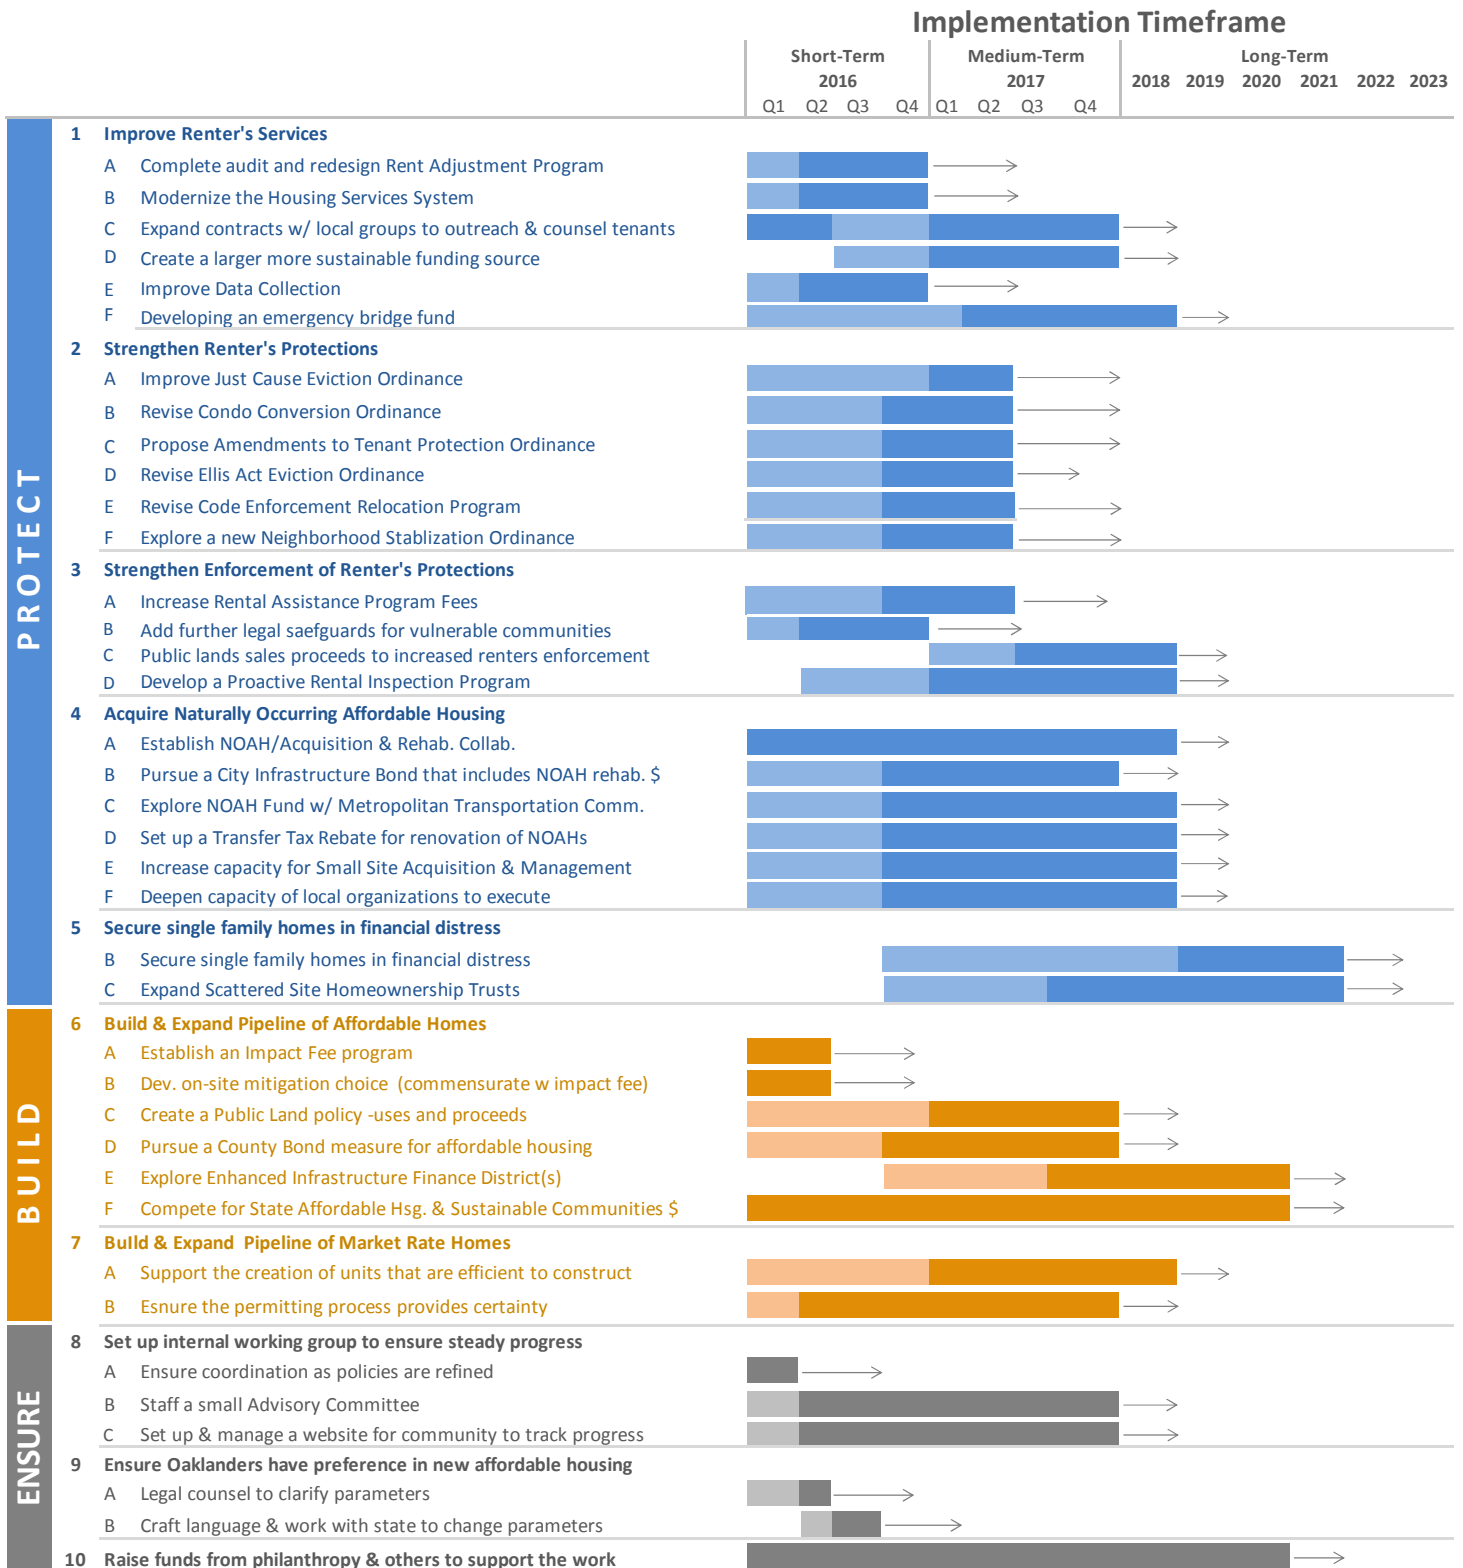 Implementation Timeframe
Short-Term Medium-Term Long-Term
2016 2017 2018 2019 2020 2021 2022 2023
Q1 Q2 Q3 Q4 Q1 Q2 Q3 Q4
PROTECT
1 Improve Renter's Services
A Complete audit and redesign Rent Adjustment Program
B Modernize the Housing Services System
C Expand contracts w/ local groups to outreach & counsel tenants
D Create a larger more sustainable funding source
E Improve Data Collection
F Developing an emergency bridge fund
2 Strengthen Renter's Protections
A Improve Just Cause Eviction Ordinance
B Revise Condo Conversion Ordinance
C Propose Amendments to Tenant Protection Ordinance
D Revise Ellis Act Eviction Ordinance
E Revise Code Enforcement Relocation Program
F Explore a new Neighborhood Stablization Ordinance
3 Strengthen Enforcement of Renter's Protections
A Increase Rental Assistance Program Fees
B Add further legal saefguards for vulnerable communities
C Public lands sales proceeds to increased renters enforcement
D Develop a Proactive Rental Inspection Program
4 Acquire Naturally Occurring Affordable Housing
A Establish NOAH/Acquisition & Rehab. Collab.
B Pursue a City Infrastructure Bond that includes NOAH rehab. $
C Explore NOAH Fund w/ Metropolitan Transportation Comm.
D Set up a Transfer Tax Rebate for renovation of NOAHs
E Increase capacity for Small Site Acquisition & Management
F Deepen capacity of local organizations to execute
5 Secure single family homes in financial distress
B Secure single family homes in financial distress
C Expand Scattered Site Homeownership Trusts
BUILD
6 Build & Expand Pipeline of Affordable Homes
A Establish an Impact Fee program
B Dev. on-site mitigation choice (commensurate w impact fee)
C Create a Public Land policy -uses and proceeds
D Pursue a County Bond measure for affordable housing
E Explore Enhanced Infrastructure Finance District(s)
F Compete for State Affordable Hsg. & Sustainable Communities $
7 BuIld & Expand Pipeline of Market Rate Homes
A Support the creation of units that are efficient to construct
B Esnure the permitting process provides certainty
ENSURE
8 Set up internal working group to ensure steady progress
A Ensure coordination as policies are refined
B Staff a small Advisory Committee
C Set up & manage a website for community to track progress
9 Ensure Oaklanders have preference in new affordable housing
A Legal counsel to clarify parameters
B Craft language & work with state to change parameters
10 Raise funds from philanthropy & others to support the work